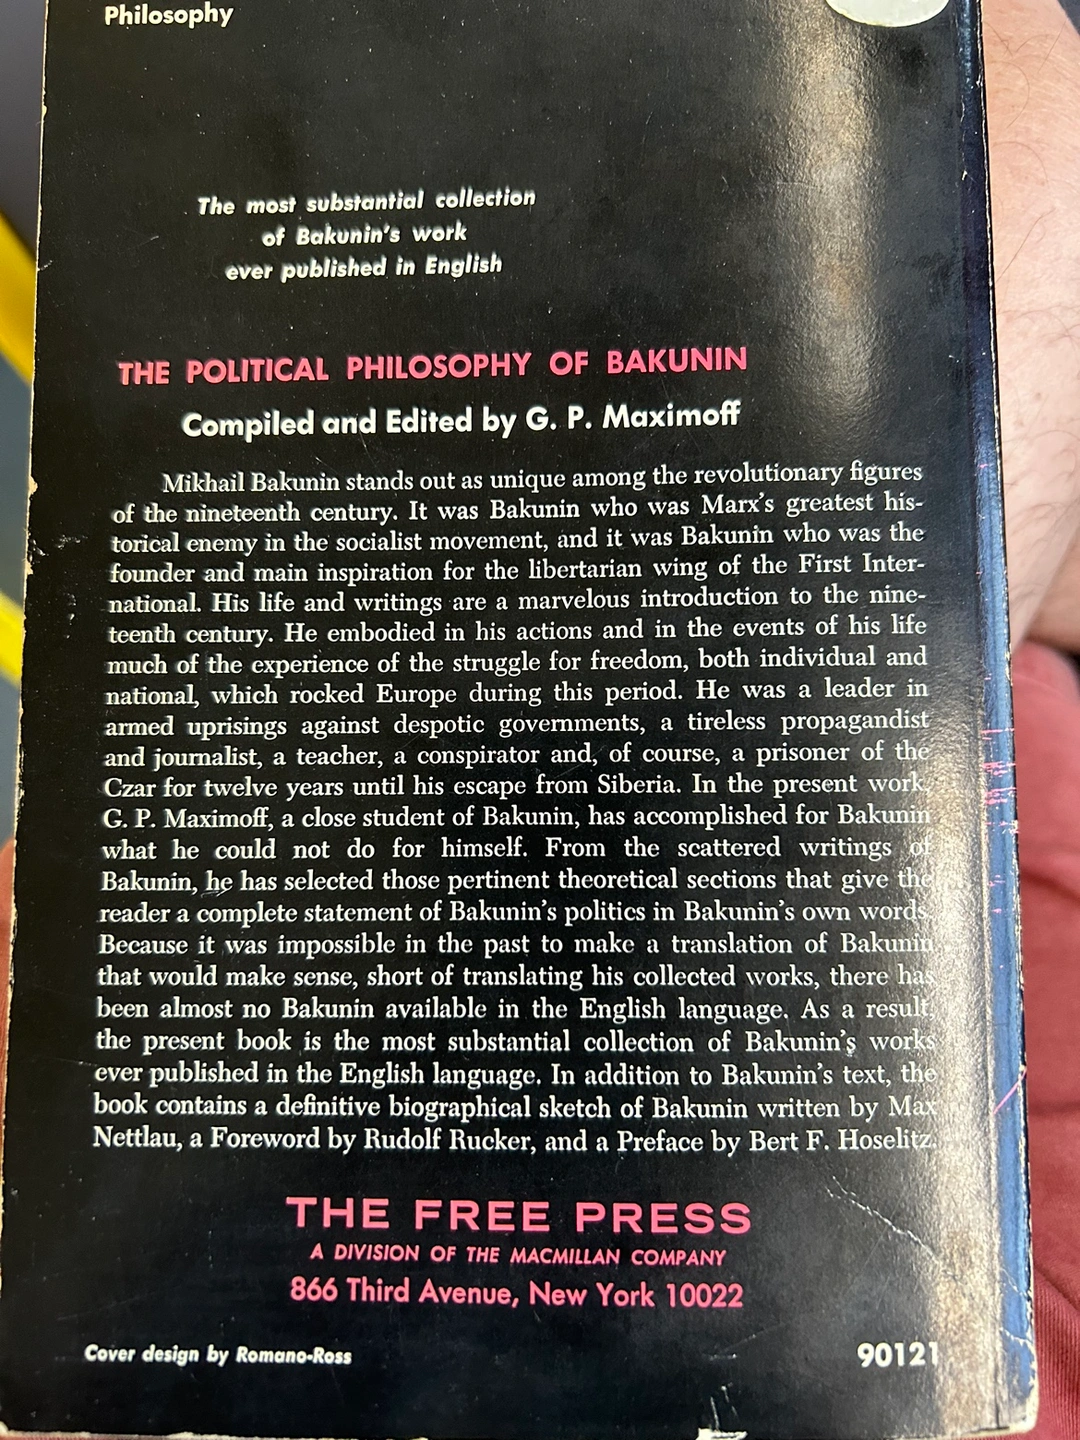 Philosophy
The most substantial collection
of Bakunin's work
ever published in English
THE POLITICAL PHILOSOPHY OF BAKUNIN
Compiled and Edited by G. P. Maximoff
Mikhail Bakunin stands out as unique among the revolutionary figures
of the nineteenth century. It was Bakunin who was Marx's greatest his-
torical enemy in the socialist movement, and it was Bakunin who was the
founder and main inspiration for the libertarian wing of the First Inter-
national. His life and writings are a marvelous introduction to the nine-
teenth century. He embodied in his actions and in the events of his life
much of the experience of the struggle for freedom, both individual and
national, which rocked Europe during this period. He was a leader in
armed uprisings against despotic governments, a tireless propagandist
and journalist, a teacher, a conspirator and, of course, a prisoner of the
Czar for twelve years until his escape from Siberia. In the present work,
G. P. Maximoff, a close student of Bakunin, has accomplished for Bakunin
what he could not do for himself. From the scattered writings of
Bakunin, he has selected those pertinent theoretical sections that give the
reader a complete statement of Bakunin's politics in Bakunin's own words.
Because it was impossible in the past to make a translation of Bakunin
that would make sense, short of translating his collected works, there has
been almost no Bakunin available in the English language. As a result,
the present book is the most substantial collection of Bakunin's works
ever published in the English language. In addition to Bakunin's text, the
book contains a definitive biographical sketch of Bakunin written by Max
Nettlau, a Foreword by Rudolf Rucker, and a Preface by Bert F. Hoselitz.
THE FREE PRESS
A DIVISION OF THE MACMILLAN COMPANY
866 Third Avenue, New York 10022
Cover design by Romano-Ross
90121